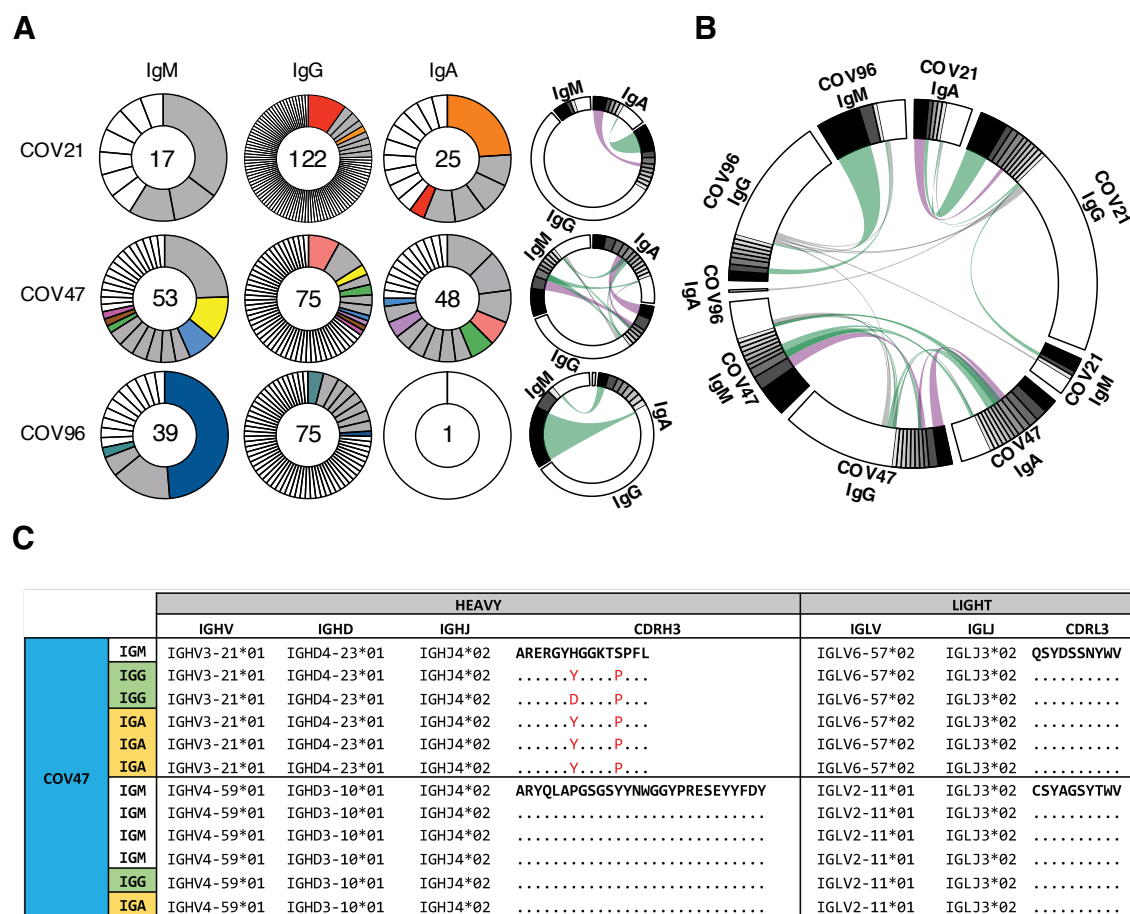 A
B
IgM
IgG
IgA
COV21
17
122
25
IgM
IgA
IgG
COV47
53
75
48
IgM
IgA
IgG
COV96
39
75
1
IgM
IgA
IgG
COV96
IgM
COV21
IgA
COV21
IgG
COV21
IgM
COV47
IgA
COV47
IgG
COV47
IgM
COV96
IgA
COV96
IgG
C
HEAVY LIGHT
IGHV IGHD IGHJ CDRH3 IGLV IGLJ CDRL3
COV47
IGM IGHV3-21*01 IGHD4-23*01 IGHJ4*02 ARERGYHGGKTSPFL IGLV6-57*02 IGLJ3*02 QSYDSSNYWV
IGG IGHV3-21*01 IGHD4-23*01 IGHJ4*02 ......Y....P... IGLV6-57*02 IGLJ3*02 ..........
IGG IGHV3-21*01 IGHD4-23*01 IGHJ4*02 ......D....P... IGLV6-57*02 IGLJ3*02 ..........
IGA IGHV3-21*01 IGHD4-23*01 IGHJ4*02 ......Y....P... IGLV6-57*02 IGLJ3*02 ..........
IGA IGHV3-21*01 IGHD4-23*01 IGHJ4*02 ......Y....P... IGLV6-57*02 IGLJ3*02 ..........
IGA IGHV3-21*01 IGHD4-23*01 IGHJ4*02 ......Y....P... IGLV6-57*02 IGLJ3*02 ..........
IGM IGHV4-59*01 IGHD3-10*01 IGHJ4*02 ARYQLAPGSGSYYNWGGYPRESEYYFDY IGLV2-11*01 IGLJ3*02 CSYAGSYTWV
IGM IGHV4-59*01 IGHD3-10*01 IGHJ4*02 ............................ IGLV2-11*01 IGLJ3*02 ..........
IGM IGHV4-59*01 IGHD3-10*01 IGHJ4*02 ............................ IGLV2-11*01 IGLJ3*02 ..........
IGM IGHV4-59*01 IGHD3-10*01 IGHJ4*02 ............................ IGLV2-11*01 IGLJ3*02 ..........
IGG IGHV4-59*01 IGHD3-10*01 IGHJ4*02 ............................ IGLV2-11*01 IGLJ3*02 ..........
IGA IGHV4-59*01 IGHD3-10*01 IGHJ4*02 ............................ IGLV2-11*01 IGLJ3*02 ..........